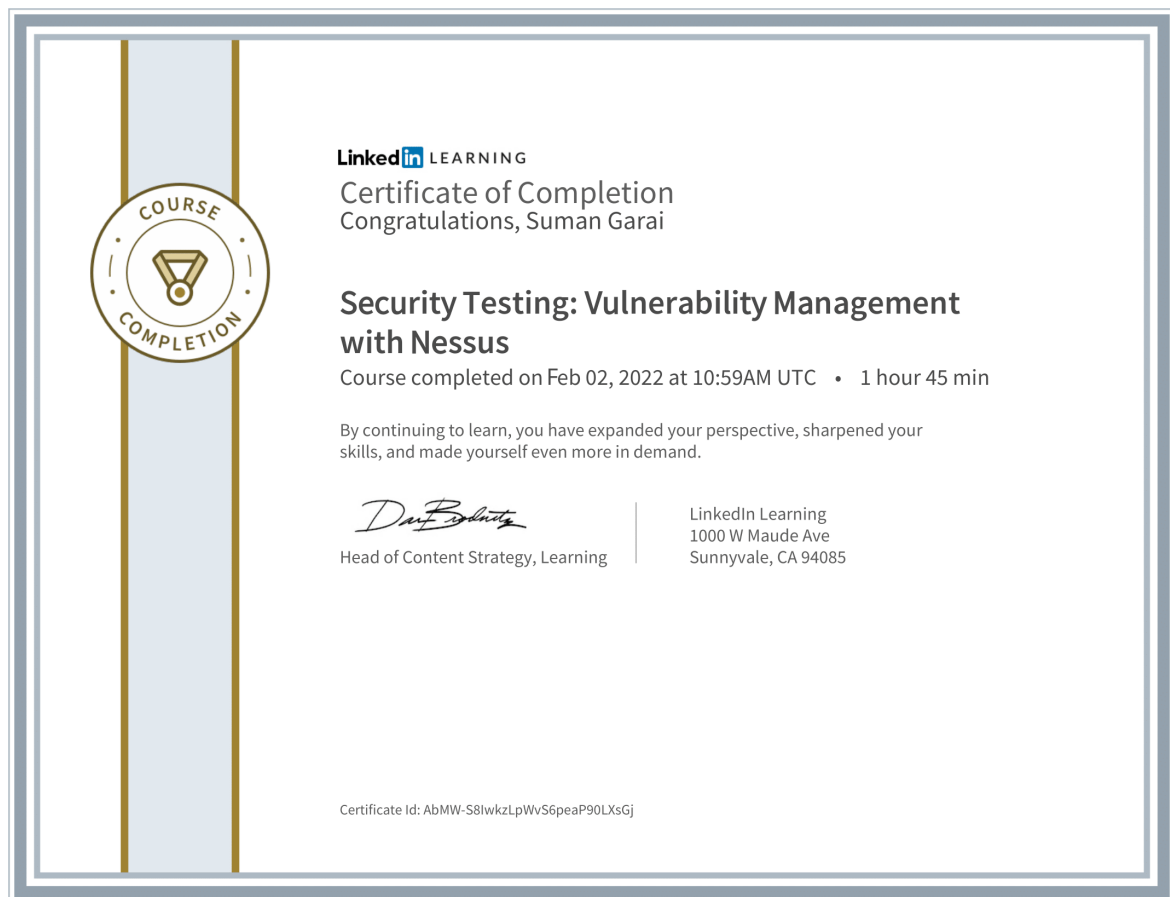 COURSE
COMPLETION
Linked in LEARNING
Certificate of Completion
Congratulations, Suman Garai
Security Testing: Vulnerability Management
with Nessus
Course completed on Feb 02, 2022 at 10:59AM UTC • 1 hour 45 min
By continuing to learn, you have expanded your perspective, sharpened your
skills, and made yourself even more in demand.
Head of Content Strategy, Learning
LinkedIn Learning
1000 W Maude Ave
Sunnyvale, CA 94085
Certificate Id: AbMW-S8IwkzLpWvS6peaP90LXsGj